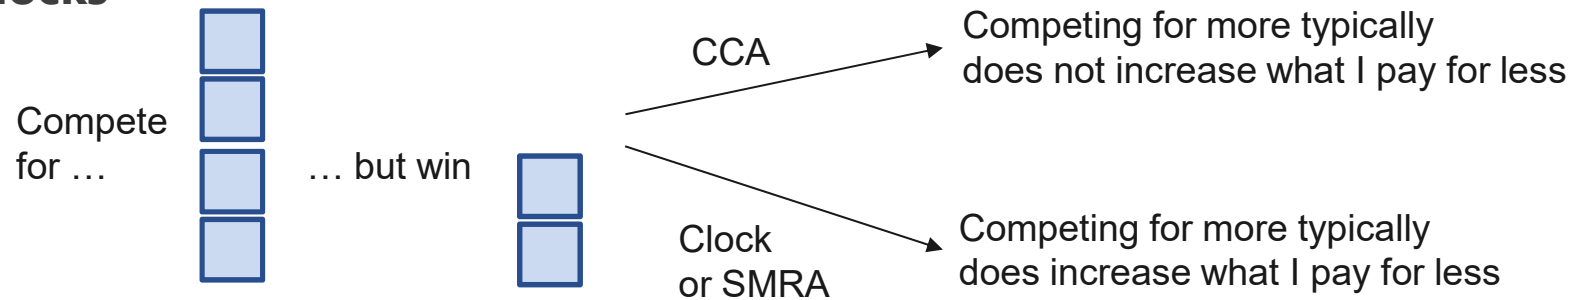 Compete
for …
… but win
CCA
Competing for more typically
does not increase what I pay for less
Clock
or SMRA
Competing for more typically
does increase what I pay for less